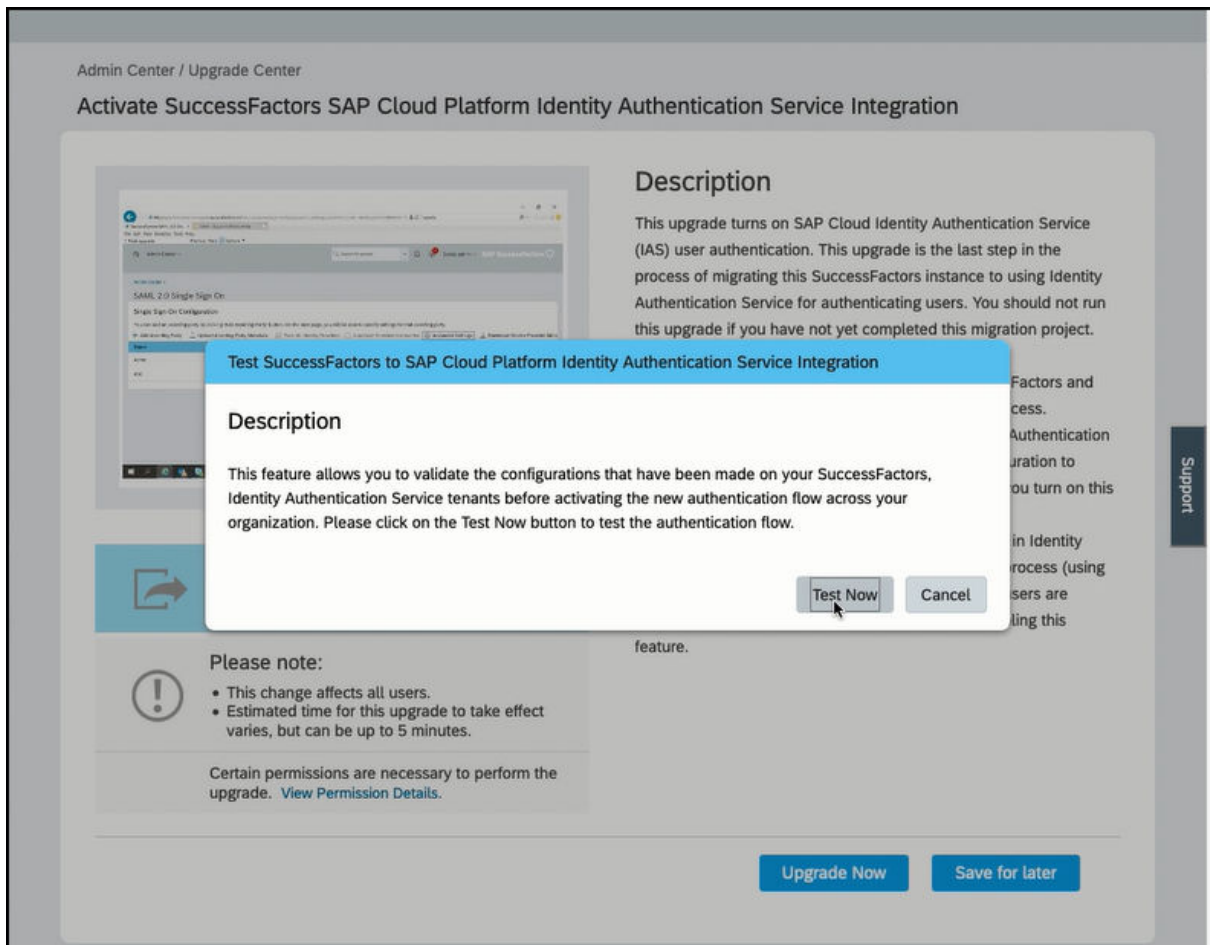 Admin Center / Upgrade Center
Activate SuccessFactors SAP Cloud Platform Identity Authentication Service Integration
SAML 2.0 Single Sign On
Single Sign On Configuration
Description
This upgrade turns on SAP Cloud Identity Authentication Service
(IAS) user authentication. This upgrade is the last step in the
process of migrating this SuccessFactors instance to using Identity
Authentication Service for authenticating users. You should not run
this upgrade if you have not yet completed this migration project.
Factors and
cess.
Authentication
uration to
ou turn on this
in Identity
rocess (using
sers are
ling this
feature.
Test SuccessFactors to SAP Cloud Platform Identity Authentication Service Integration
Description
This feature allows you to validate the configurations that have been made on your SuccessFactors,
Identity Authentication Service tenants before activating the new authentication flow across your
organization. Please click on the Test Now button to test the authentication flow.
Test Now
Cancel
Support
Please note:
• This change affects all users.
• Estimated time for this upgrade to take effect
varies, but can be up to 5 minutes.
Certain permissions are necessary to perform the
upgrade. View Permission Details.
Upgrade Now
Save for later